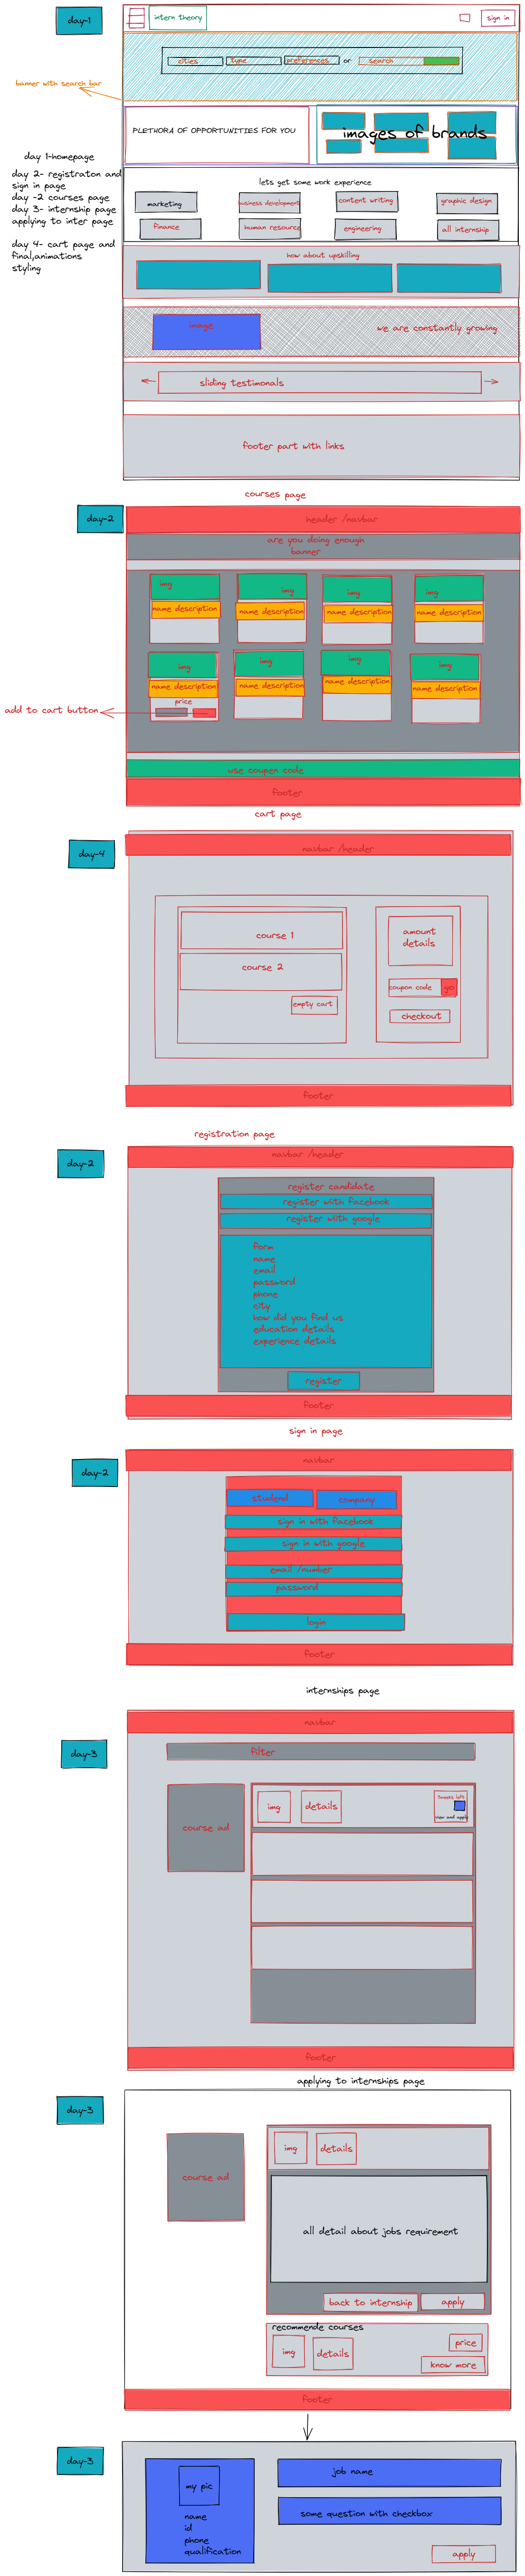 day-1
intern theory
sign in
cities
type
preferences
or
search
banner with search bar
PLETHORA OF OPPORTUNITIES FOR YOU
images of brands
day 1-homepage
day 2- registraton and
sign in page
day -2 courses page
day 3- internship page
applying to inter page
day 4- cart page and
final,animations
styling
lets get some work experience
marketing
business development
content writing
graphic design
finance
human resource
engineering
all internship
how about upskilling
image
we are constantly growing
sliding testimonals
footer part with links
courses page
day-2
header /navbar
are you doing enough
banner
img
img
img
img
name description
name description
name description
name description
img
img
img
img
name description
name description
name description
name description
price
add to cart button
use coupen code
footer
cart page
day-4
navbar /header
course 1
amount
details
course 2
coupon code
go
empty cart
checkout
footer
registration page
day-2
navbar /header
register candidate
register with facebook
register with google
form
name
email
password
phone
city
how did you find us
education details
experience details
register
footer
sign in page
day-2
navbar
studend
company
sign in with facebook
sign in with google
email /number
password
login
footer
internships page
navbar
day-3
filter
course ad
img
details
view and apply
footer
applying to internships page
day-3
course ad
img
details
all detail about jobs requirement
back to internship
apply
recommende courses
img
details
price
know more
footer
day-3
my pic
name
id
phone
qualification
job name
some question with checkbox
apply